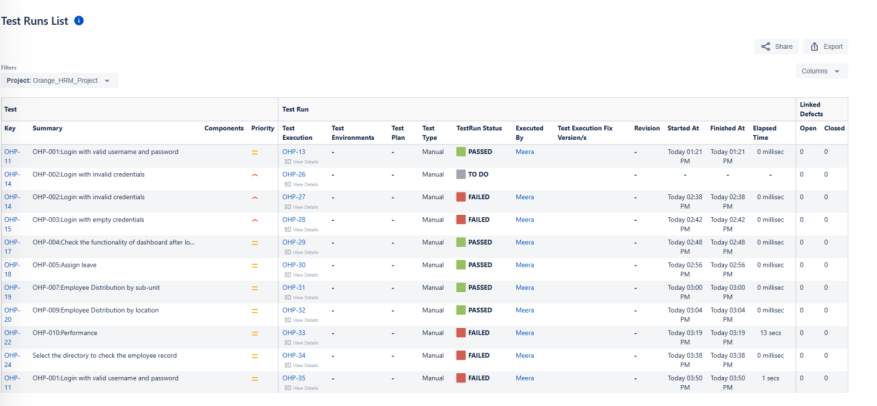 Test Runs List
Share Export
Filters
Project: Orange_HRM_Project
Columns
Test Test Run Linked Defects
Key Summary Components Priority Test Execution Test Environments Test Plan Test Type TestRun Status Executed By Test Execution Fix Version/s Revision Started At Finished At Elapsed Time Open Closed
OHP-11 OHP-001:Login with valid username and password OHP-13 - - Manual PASSED Meera - Today 01:21 PM Today 01:21 PM 0 millisec 0 0
View Details
OHP-14 OHP-002:Login with invalid credentials OHP-26 - - Manual TO DO - - - - 0 0
View Details
OHP-14 OHP-002:Login with invalid credentials OHP-27 - - Manual FAILED Meera - Today 02:38 PM Today 02:38 PM 0 millisec 0 0
View Details
OHP-15 OHP-003:Login with empty credentials OHP-28 - - Manual FAILED Meera - Today 02:42 PM Today 02:42 PM 0 millisec 0 0
View Details
OHP-17 OHP-004:Check the functionality of dashboard after lo... OHP-29 - - Manual PASSED Meera - Today 02:48 PM Today 02:48 PM 0 millisec 0 0
View Details
OHP-18 OHP-005:Assign leave OHP-30 - - Manual PASSED Meera - Today 02:56 PM Today 02:56 PM 0 millisec 0 0
View Details
OHP-19 OHP-007:Employee Distribution by sub-unit OHP-31 - - Manual PASSED Meera - Today 03:00 PM Today 03:00 PM 0 millisec 0 0
View Details
OHP-20 OHP-009:Employee Distribution by location OHP-32 - - Manual PASSED Meera - Today 03:04 PM Today 03:04 PM 0 millisec 0 0
View Details
OHP-22 OHP-010:Performance OHP-33 - - Manual FAILED Meera - Today 03:19 PM Today 03:19 PM 13 secs 0 0
View Details
OHP-24 Select the directory to check the employee record OHP-34 - - Manual FAILED Meera - Today 03:38 PM Today 03:38 PM 0 millisec 0 0
View Details
OHP-11 OHP-001:Login with valid username and password OHP-35 - - Manual FAILED Meera - Today 03:50 PM Today 03:50 PM 1 secs 0 0
View Details